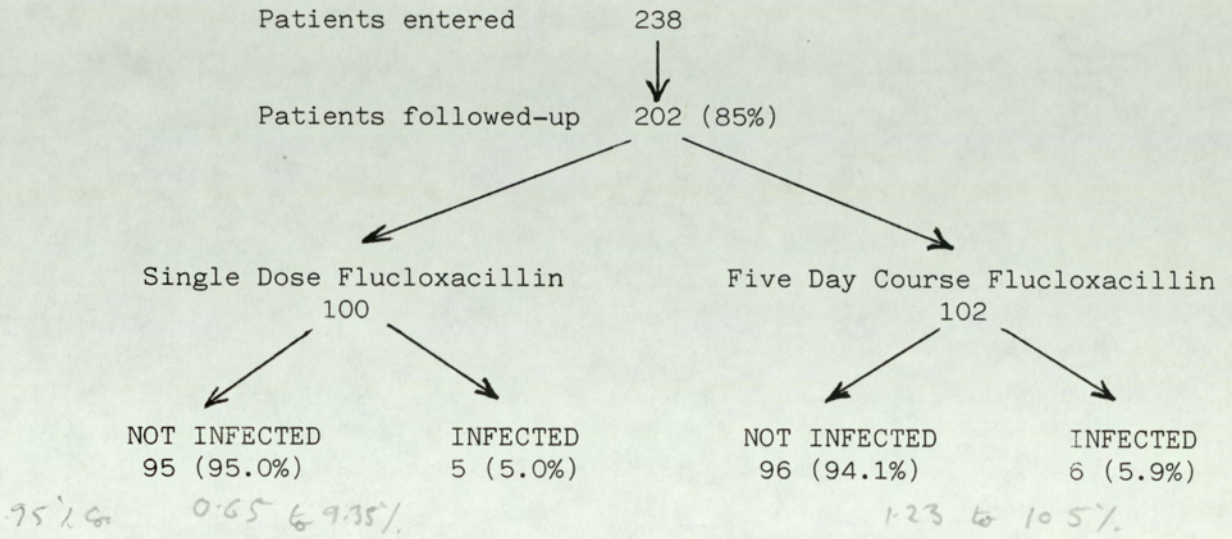 Patients entered 238
Patients followed-up 202 (85%)
Single Dose Flucloxacillin Five Day Course Flucloxacillin
100 102
NOT INFECTED INFECTED NOT INFECTED INFECTED
95 (95.0%) 5 (5.0%) 96 (94.1%) 6 (5.9%)
95% 0.65 to 9.35% 1.23 to 10.5%